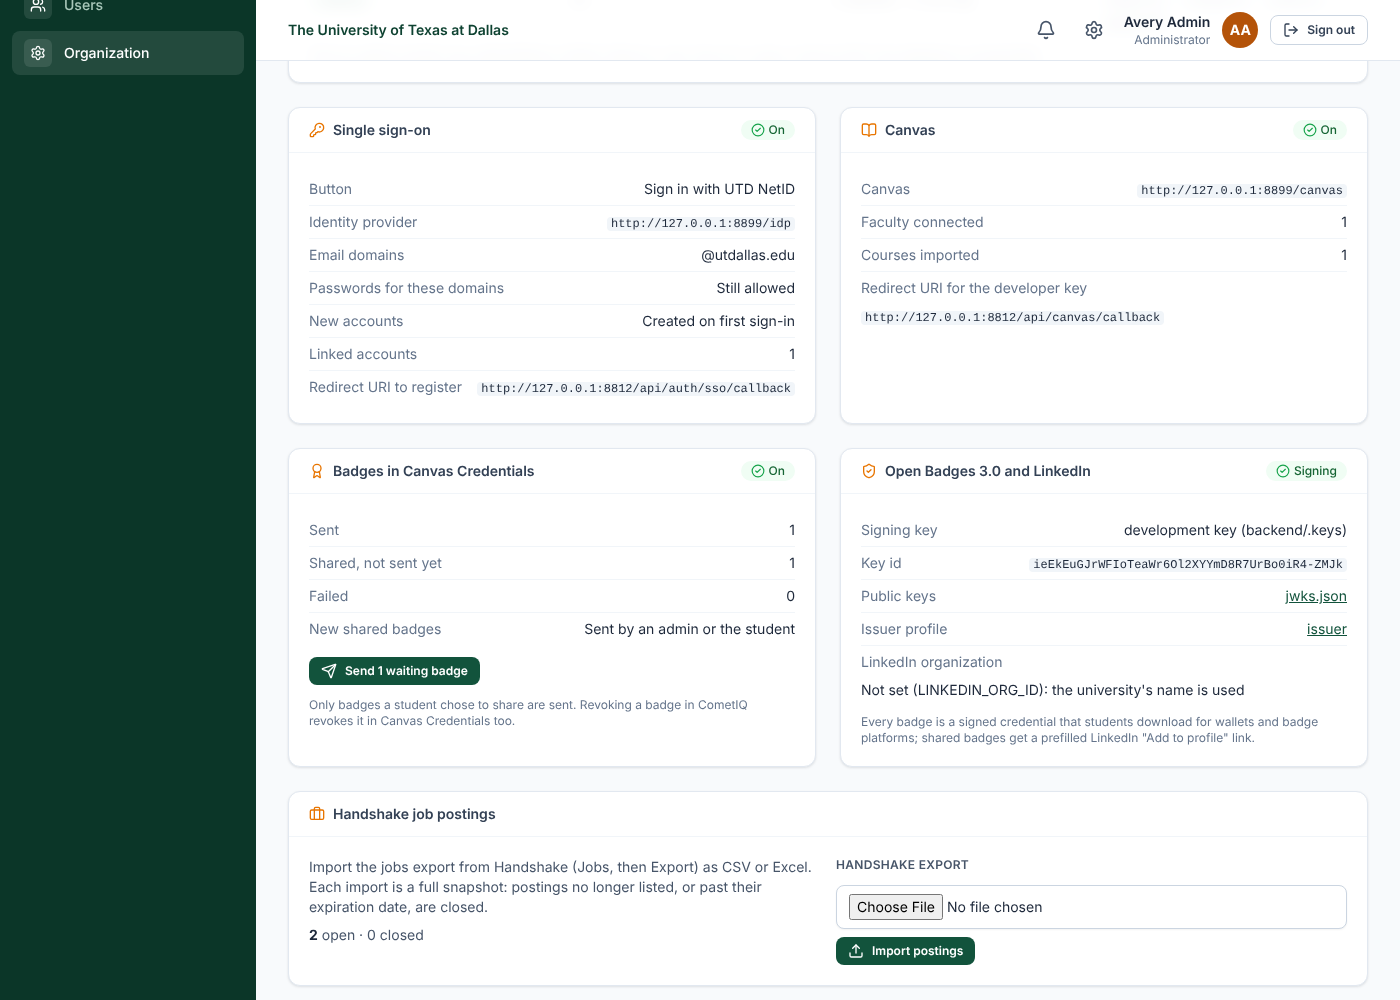 Users
Organization
The University of Texas at Dallas
Avery Admin
Administrator
AA
Sign out
Single sign-on
On
Button
Sign in with UTD NetID
Identity provider
http://127.0.0.1:8899/idp
Email domains
@utdallas.edu
Passwords for these domains
Still allowed
New accounts
Created on first sign-in
Linked accounts
1
Redirect URI to register
http://127.0.0.1:8812/api/auth/sso/callback
Canvas
On
Canvas
http://127.0.0.1:8899/canvas
Faculty connected
1
Courses imported
1
Redirect URI for the developer key
http://127.0.0.1:8812/api/canvas/callback
Badges in Canvas Credentials
On
Sent
1
Shared, not sent yet
1
Failed
0
New shared badges
Sent by an admin or the student
Send 1 waiting badge
Only badges a student chose to share are sent. Revoking a badge in CometIQ
revokes it in Canvas Credentials too.
Open Badges 3.0 and LinkedIn
Signing
Signing key
development key (backend/.keys)
Key id
ieEkEuGJrWFIoTeaWr6Ol2XYYmD8R7UrBo0iR4-ZMJk
Public keys
jwks.json
Issuer profile
issuer
LinkedIn organization
Not set (LINKEDIN_ORG_ID): the university's name is used
Every badge is a signed credential that students download for wallets and badge
platforms; shared badges get a prefilled LinkedIn "Add to profile" link.
Handshake job postings
Import the jobs export from Handshake (Jobs, then Export) as CSV or Excel.
Each import is a full snapshot: postings no longer listed, or past their
expiration date, are closed.
2 open · 0 closed
HANDSHAKE EXPORT
Choose File No file chosen
Import postings